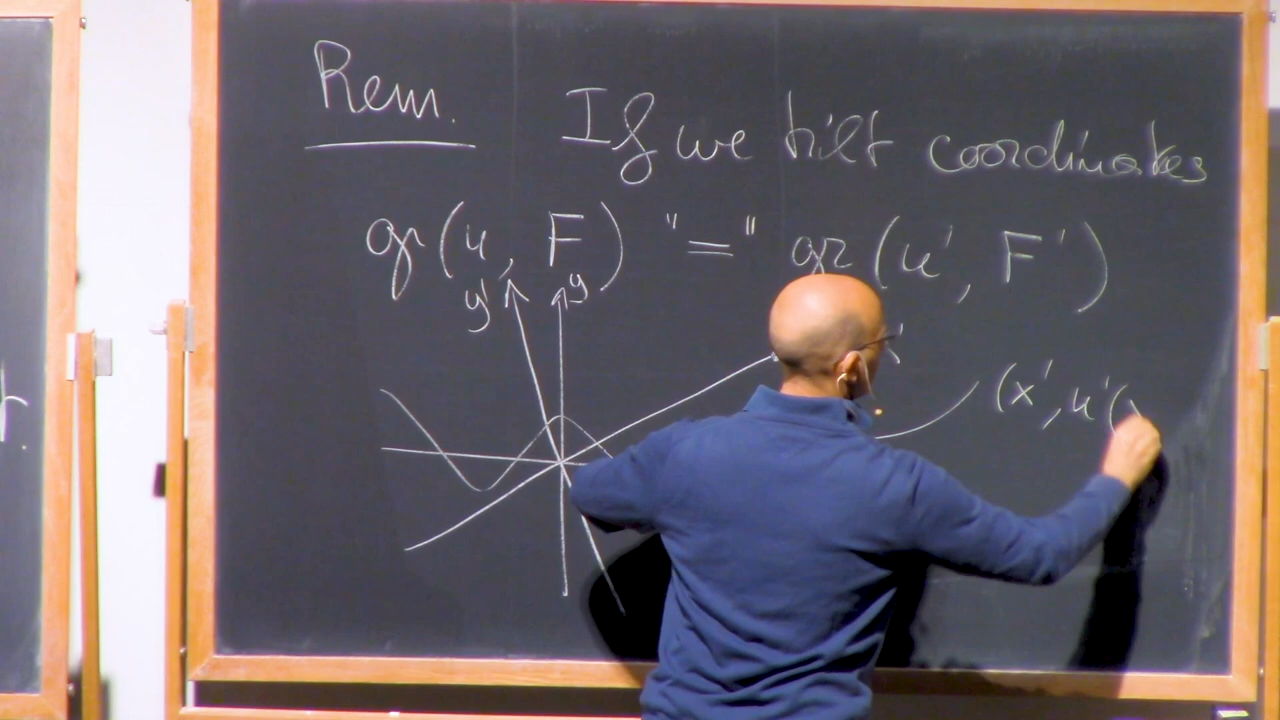 Rem. If we tilt coordinates
gr(u, F) "=" gr(u', F')
y' y
x'
(x', u'(